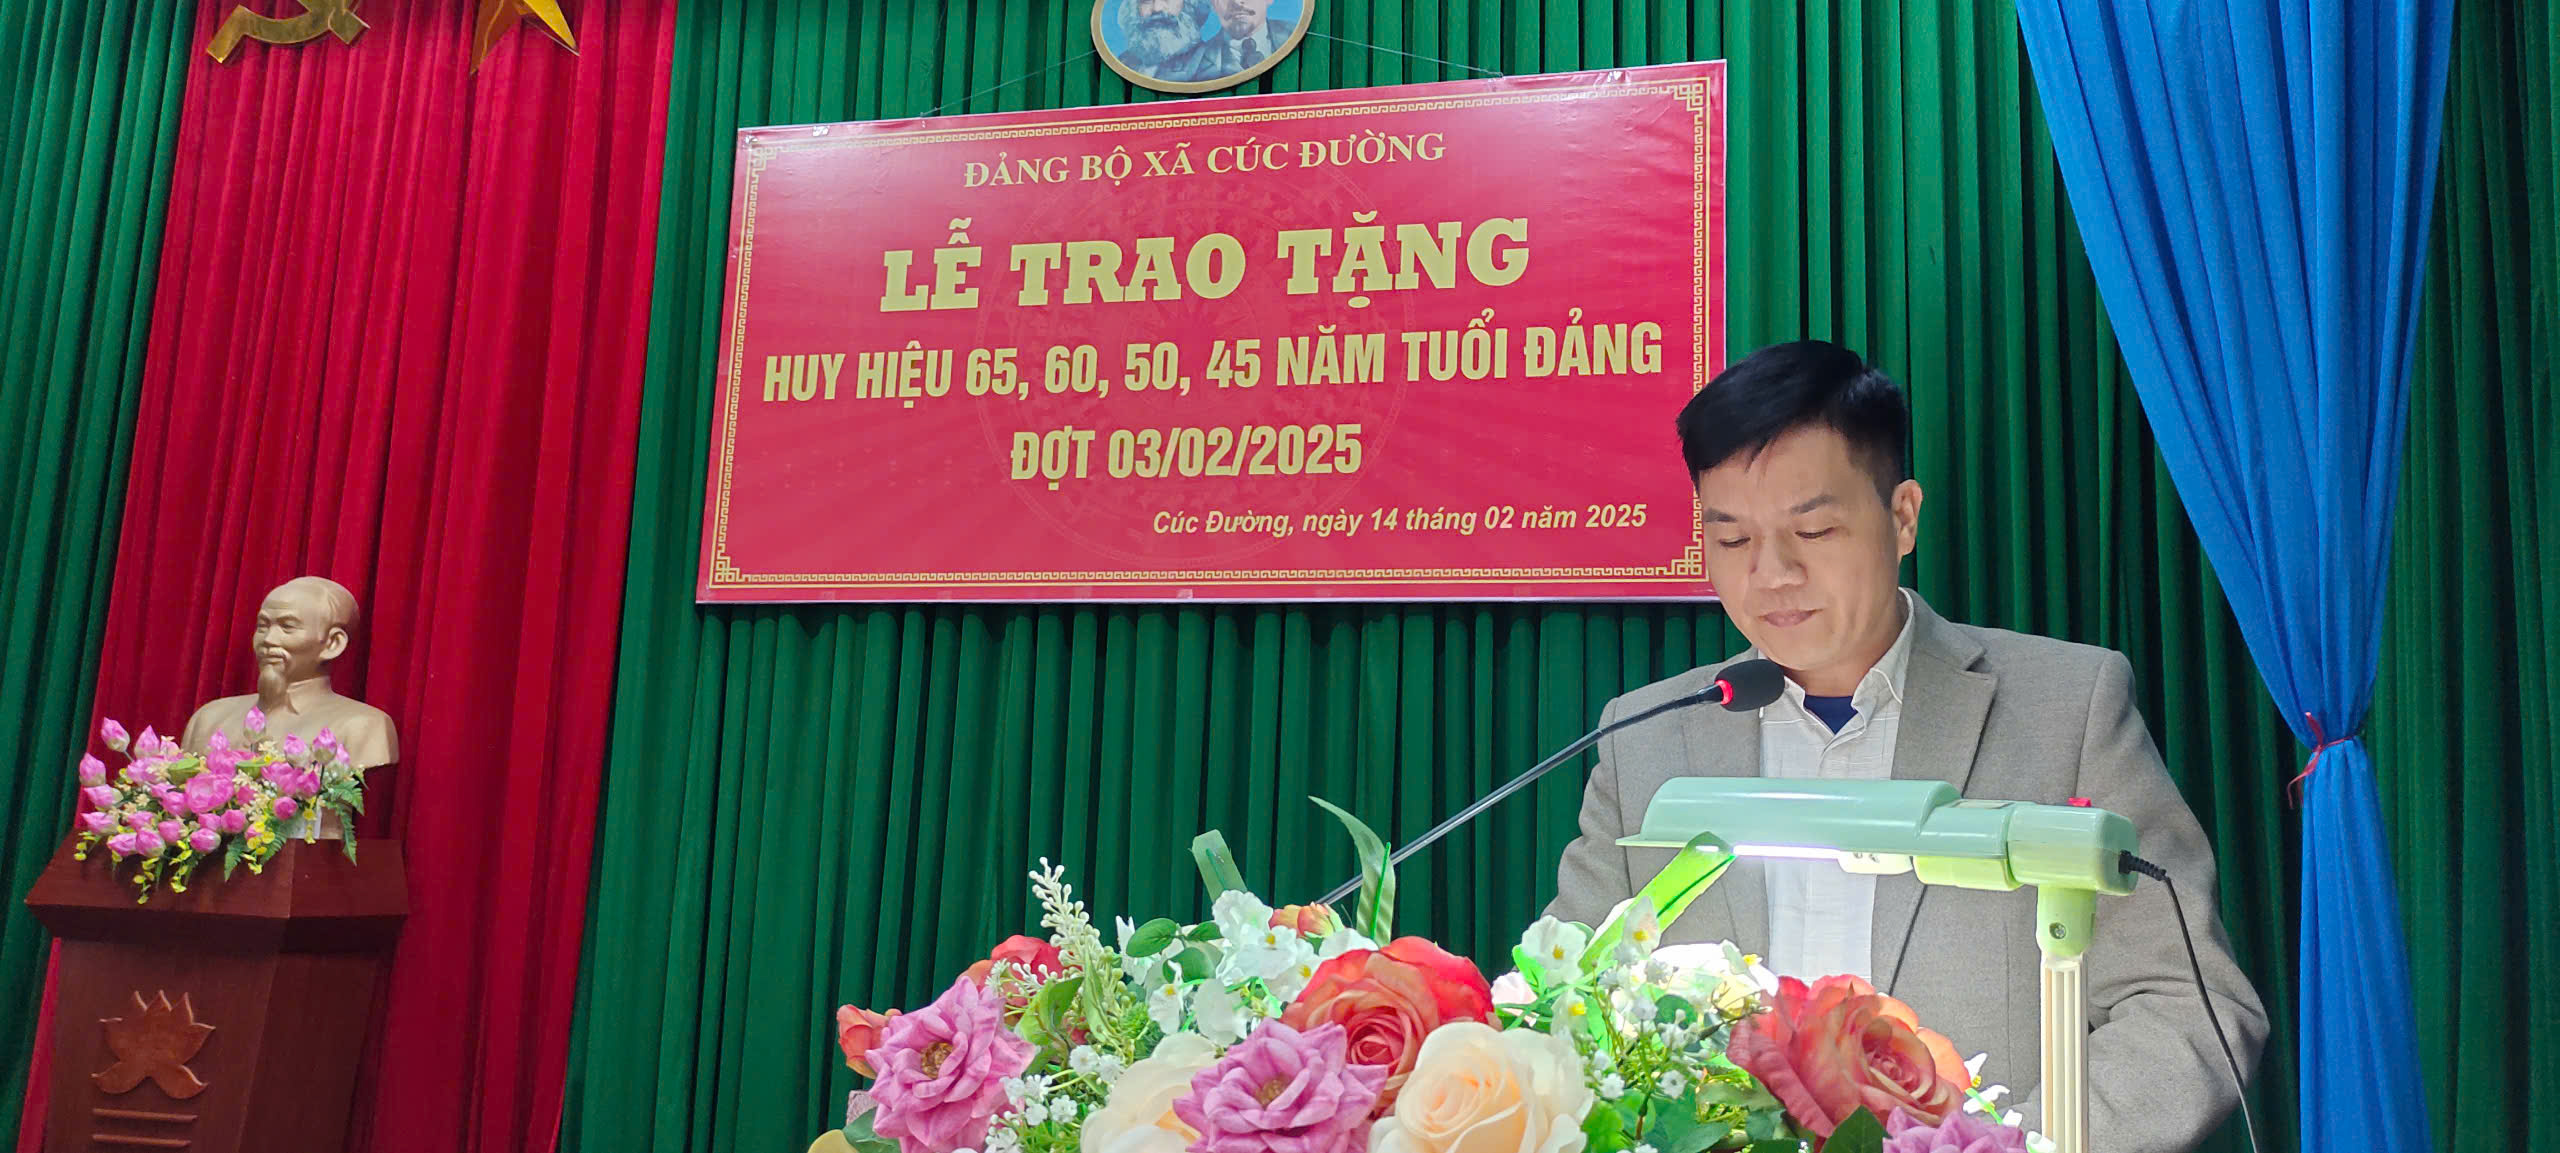 ĐẢNG BỘ XÃ CÚC ĐƯỜNG
LỄ TRAO TẶNG
HUY HIỆU 65, 60, 50, 45 NĂM TUỔI ĐẢNG
ĐỢT 03/02/2025
Cúc Đường, ngày 14 tháng 02 năm 2025